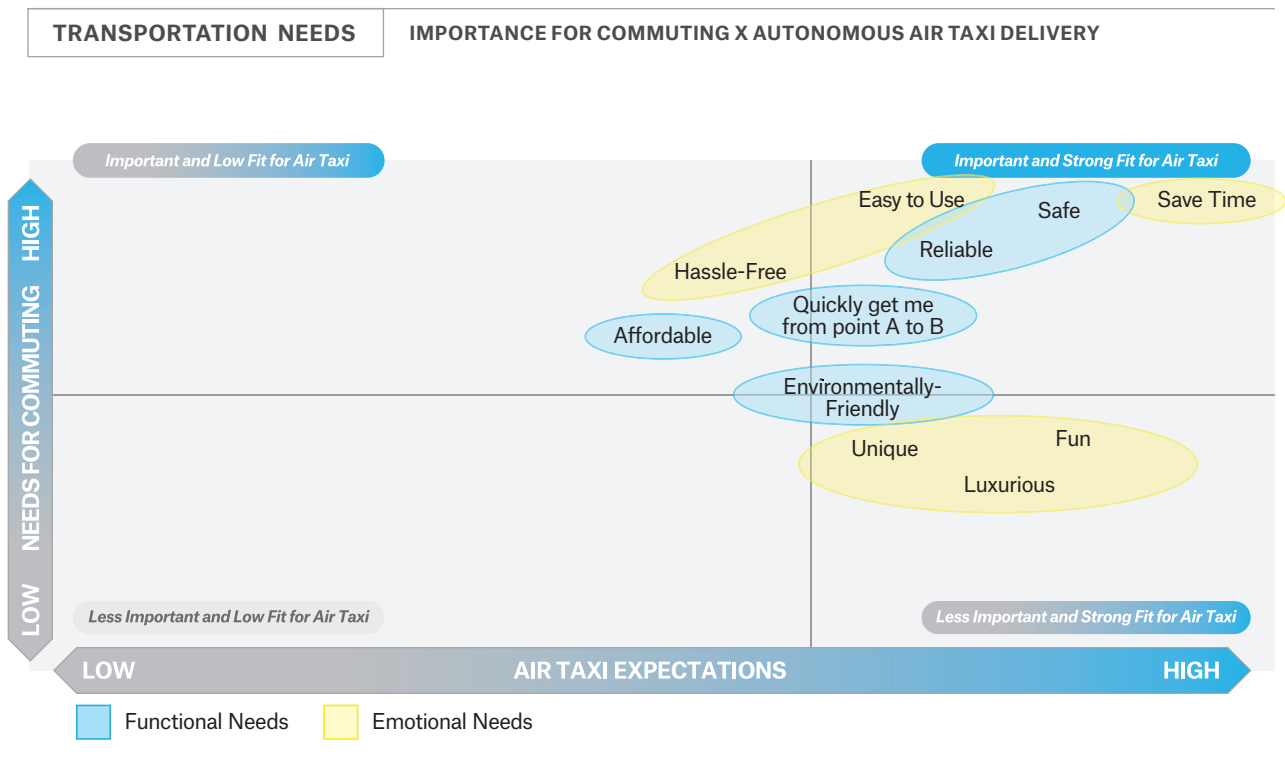 TRANSPORTATION NEEDS
IMPORTANCE FOR COMMUTING X AUTONOMOUS AIR TAXI DELIVERY
Important and Low Fit for Air Taxi
Important and Strong Fit for Air Taxi
HIGH
NEEDS FOR COMMUTING
LOW
Easy to Use
Safe
Save Time
Reliable
Hassle-Free
Quickly get me
from point A to B
Affordable
Environmentally-
Friendly
Unique
Fun
Luxurious
Less Important and Low Fit for Air Taxi
Less Important and Strong Fit for Air Taxi
LOW
AIR TAXI EXPECTATIONS
HIGH
Functional Needs
Emotional Needs